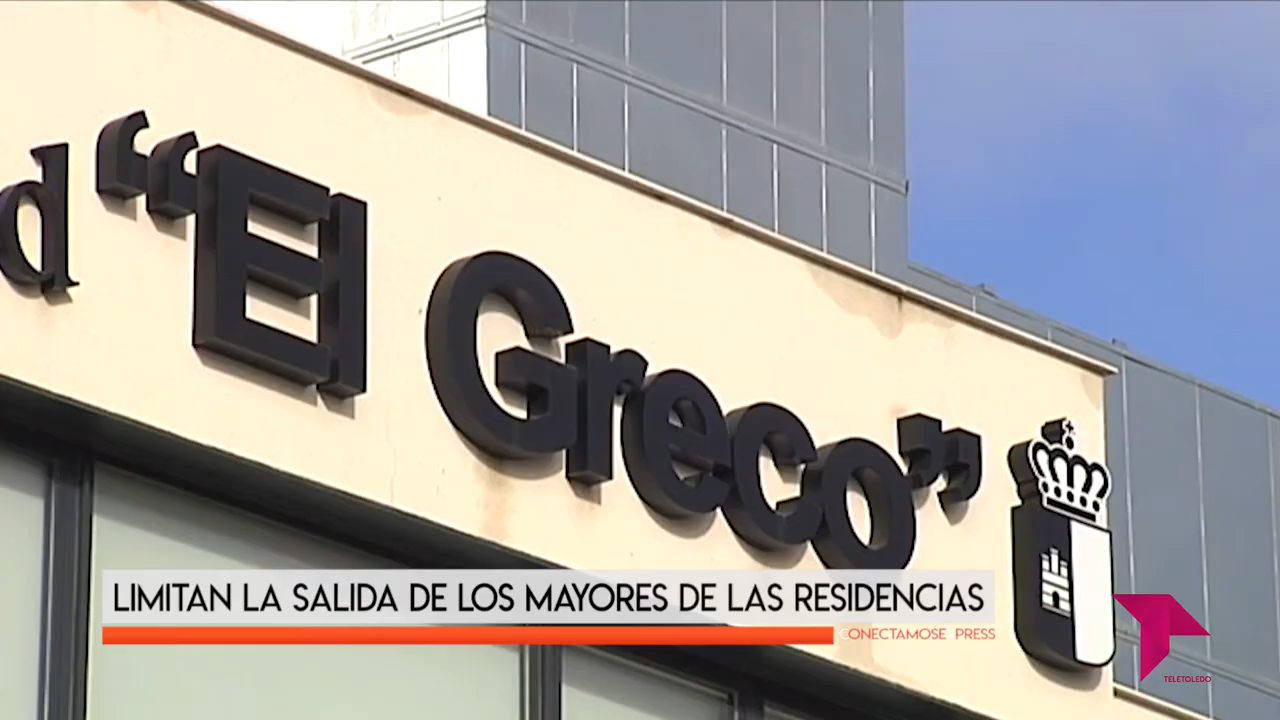 d “El Greco”
LIMITAN LA SALIDA DE LOS MAYORES DE LAS RESIDENCIAS
CONECTAMOSE PRESS
TELETOLEDO